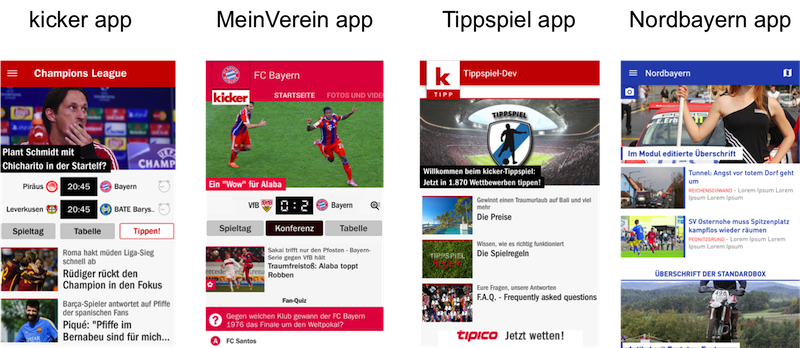 kicker app
MeinVerein app
Tippspiel app
Nordbayern app
Champions League
Plant Schmidt mit
Chicharito in der Startelf?
Piräus
20:45
Bayern
Leverkusen
20:45
BATE Barys..
Spieltag
Tabelle
Tippen!
Roma hakt müden Liga-Sieg
schnell ab
Rüdiger rückt den
Champion in den Fokus
Barça-Spieler antwortet auf Pfiffe
der spanischen Fans
Piqué: "Pfiffe im
Bernabeu sind für mich...
FC Bayern
kicker
STARTSEITE
FOTOS UND VIDEO
Ein "Wow" für Alaba
VfB
0:2
Bayern
Spieltag
Konferenz
Tabelle
Sakai trifft nur den Pfosten - Bayern-
Serie gegen VfB hält
Traumfreistoß: Alaba toppt
Robben
Fan-Quiz
Gegen welchen Klub gewann der FC Bayern
1976 das Finale um den Weltpokal?
A FC Santos
k
TIPP
Tippspiel-Dev
TIPPSPIEL
Willkommen beim kicker-Tippspiel:
Jetzt in 1.870 Wettbewerben tippen!
Gewinnt einen Traumurlaub auf Bali und viel
mehr
Die Preise
Wissen, wie es richtig funktioniert
Die Spielregeln
Eure Fragen, unsere Antworten
F.A.Q. - Frequently asked questions
tipico Jetzt wetten!
Nordbayern
Im Modul editierte Überschrift
Tunnel: Angst vor totem Dorf geht
um
REICHENSCHWAND - Lorem Ipsum
Lorem Ipsum
SV Osternohe muss Spitzenplatz
kampflos wieder räumen
PEGNITZGRUND - Lorem Ipsum
Lorem Ipsum
ÜBERSCHRIFT DER STANDARDBOX